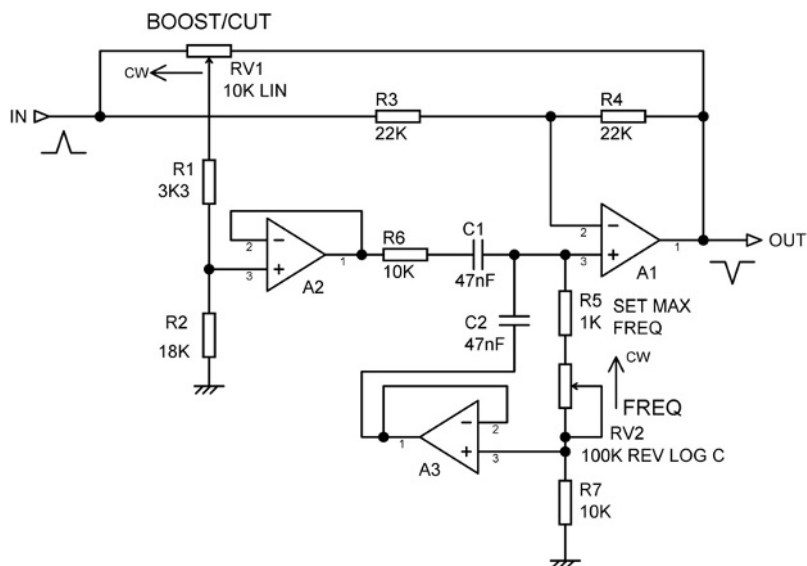 BOOST/CUT
CW
RV1
10K LIN
IN
R3
22K
R4
22K
R1
3K3
2
3
1
A2
R6
10K
C1
47nF
2
3
1
A1
OUT
R2
18K
C2
47nF
R5
1K
SET MAX
FREQ
CW
FREQ
RV2
100K REV LOG C
1
2
3
A3
R7
10K